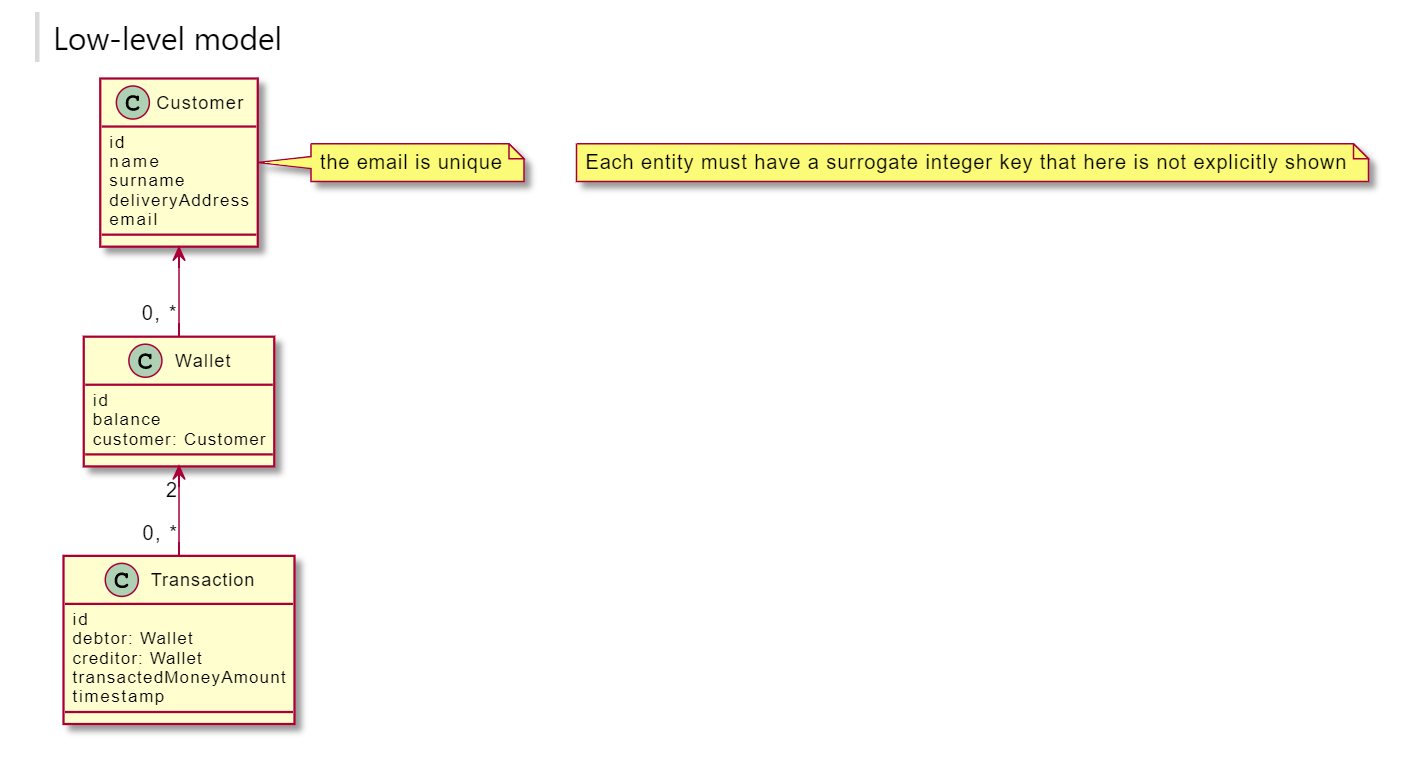 Low-level model
C Customer
id
name
surname
deliveryAddress
email
the email is unique
Each entity must have a surrogate integer key that here is not explicitly shown
0, *
C Wallet
id
balance
customer: Customer
2
0, *
C Transaction
id
debtor: Wallet
creditor: Wallet
transactedMoneyAmount
timestamp